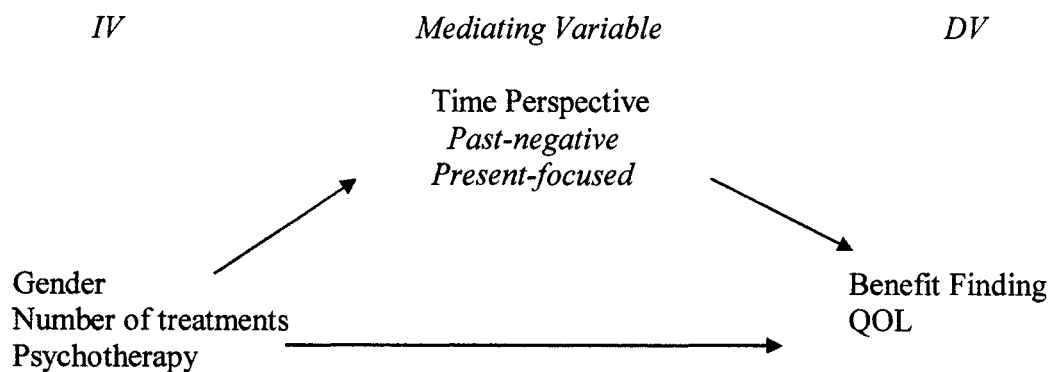 IV Mediating Variable DV
Time Perspective
Past-negative
Present-focused
Gender
Number of treatments
Psychotherapy
Benefit Finding
QOL